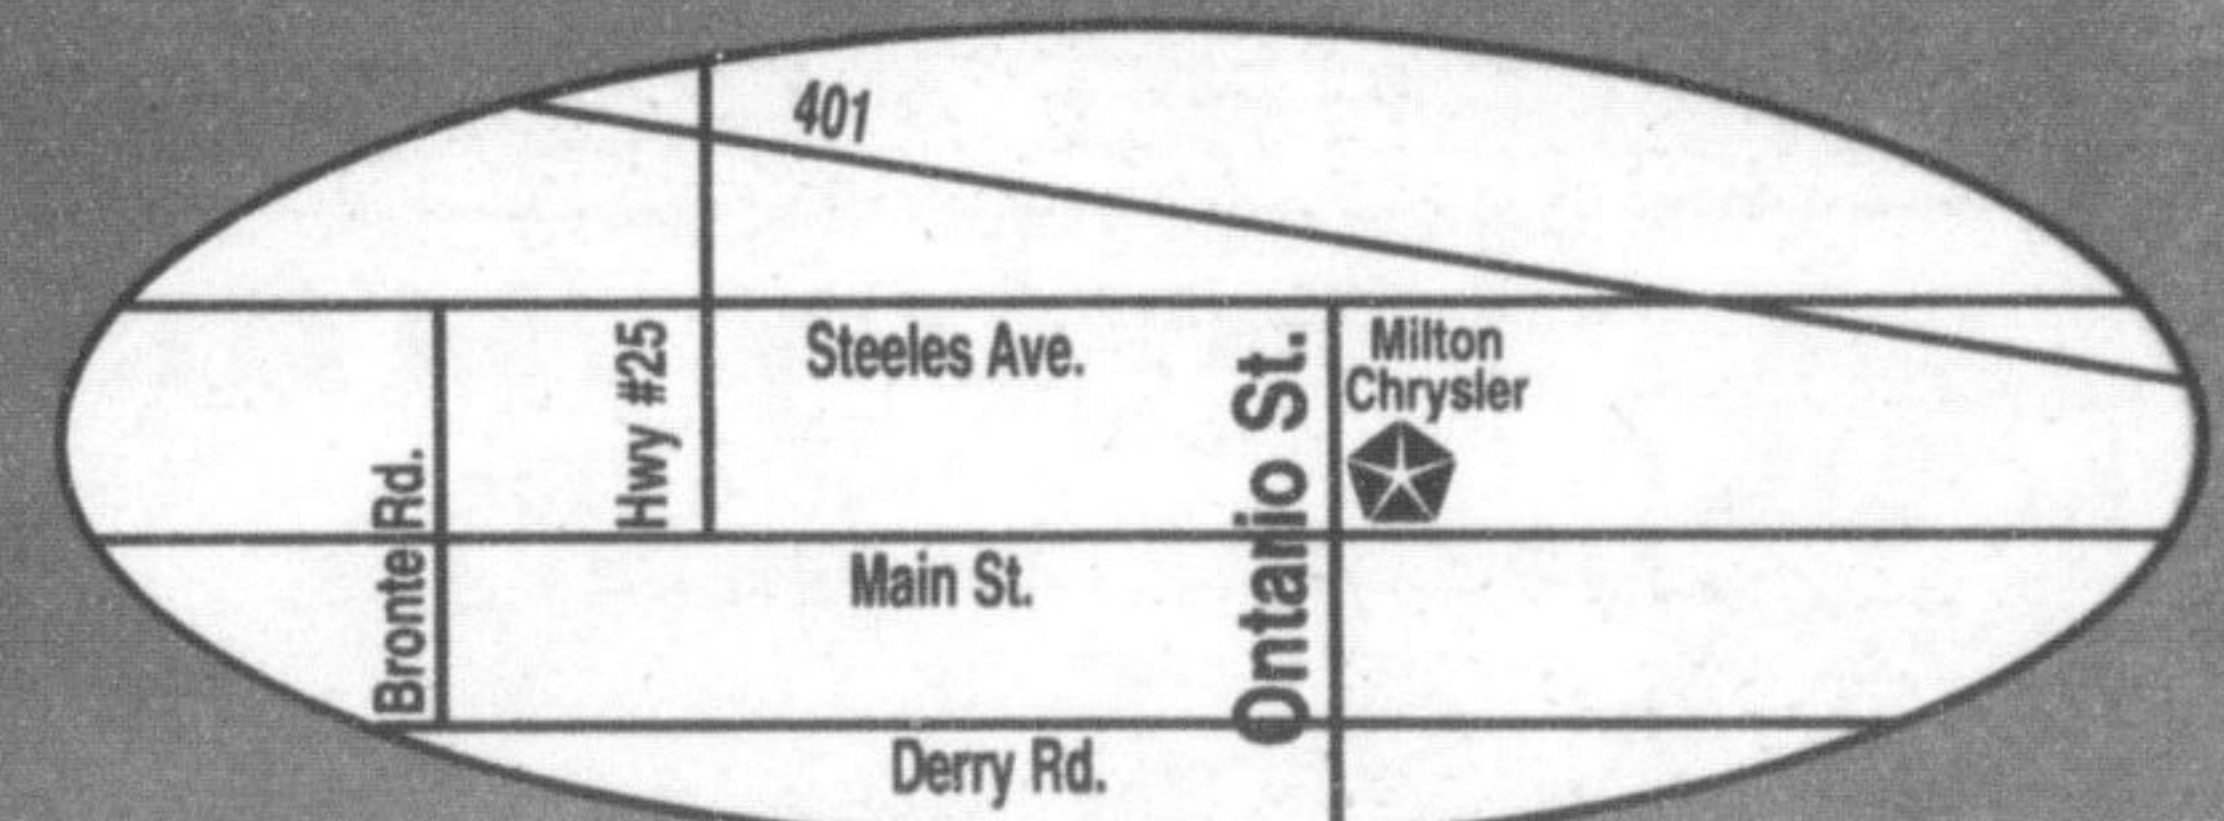 401
Steeles Ave.
Hwy #25
Ontario St.
Milton
Chrysler
Bronte Rd.
Main St.
Derry Rd.